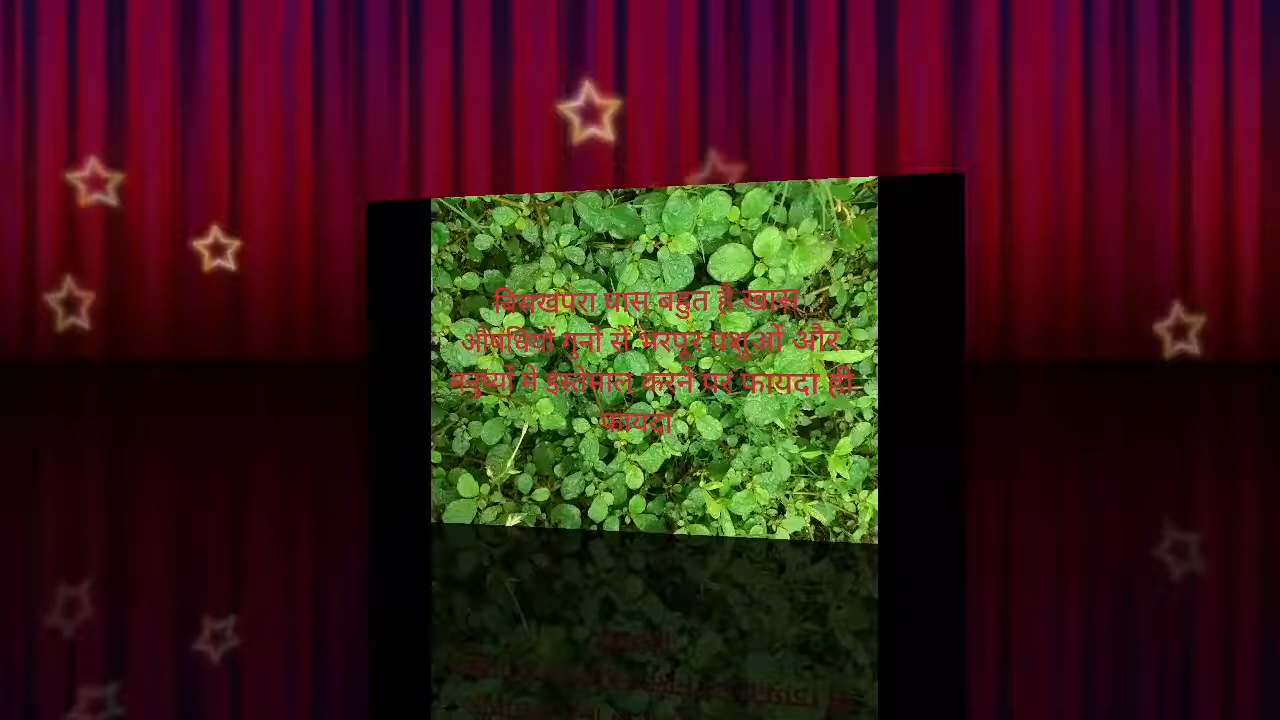 बिसखपरा घास बहुत है खास
औषधियों गुनो सें भरपूर पशुओं और
मनुष्यों मे इस्तेमाल करने पर फायदा ही
फायदा